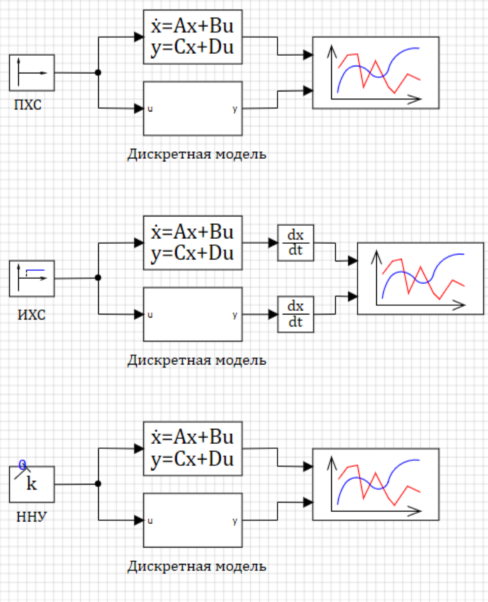 ẋ=Ax+Bu
y=Cx+Du
ПХС
u y
Дискретная модель
ẋ=Ax+Bu
y=Cx+Du
dx
dt
ИХС
u y
dx
dt
Дискретная модель
ẋ=Ax+Bu
y=Cx+Du
0
k
ННУ
u y
Дискретная модель